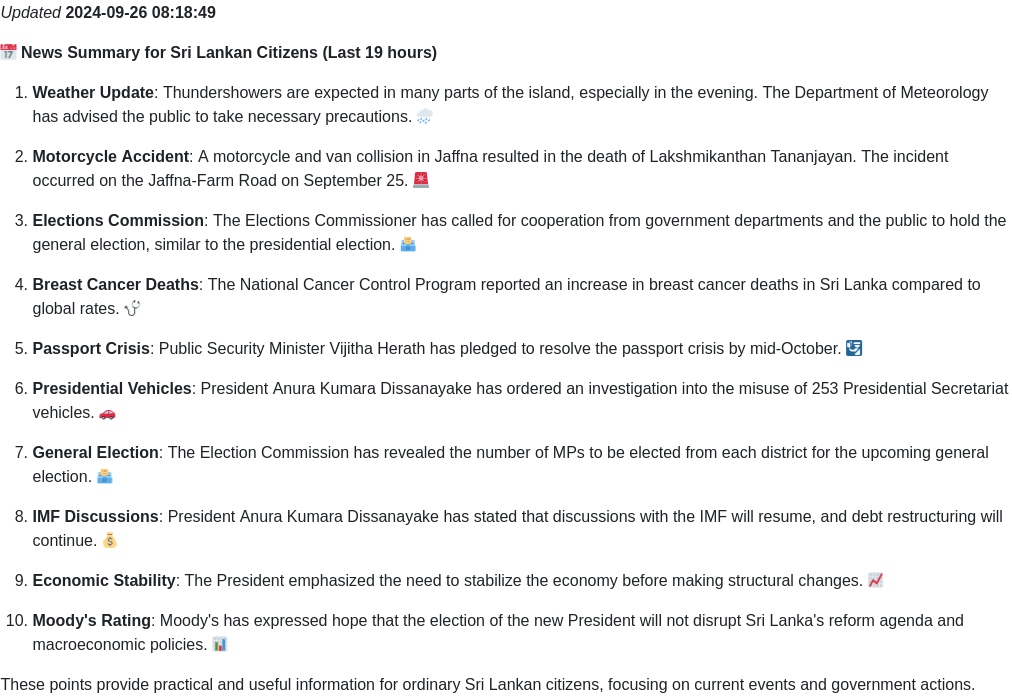 Updated 2024-09-26 08:18:49
📅 News Summary for Sri Lankan Citizens (Last 19 hours)
1. Weather Update: Thundershowers are expected in many parts of the island, especially in the evening. The Department of Meteorology
has advised the public to take necessary precautions. 🌧️
2. Motorcycle Accident: A motorcycle and van collision in Jaffna resulted in the death of Lakshmikanthan Tananjayan. The incident
occurred on the Jaffna-Farm Road on September 25. 🚨
3. Elections Commission: The Elections Commissioner has called for cooperation from government departments and the public to hold the
general election, similar to the presidential election. 🗳️
4. Breast Cancer Deaths: The National Cancer Control Program reported an increase in breast cancer deaths in Sri Lanka compared to
global rates. 🩺
5. Passport Crisis: Public Security Minister Vijitha Herath has pledged to resolve the passport crisis by mid-October. 🛂
6. Presidential Vehicles: President Anura Kumara Dissanayake has ordered an investigation into the misuse of 253 Presidential Secretariat
vehicles. 🚗
7. General Election: The Election Commission has revealed the number of MPs to be elected from each district for the upcoming general
election. 🗳️
8. IMF Discussions: President Anura Kumara Dissanayake has stated that discussions with the IMF will resume, and debt restructuring will
continue. 💰
9. Economic Stability: The President emphasized the need to stabilize the economy before making structural changes. 📈
10. Moody's Rating: Moody's has expressed hope that the election of the new President will not disrupt Sri Lanka's reform agenda and
macroeconomic policies. 📊
These points provide practical and useful information for ordinary Sri Lankan citizens, focusing on current events and government actions.